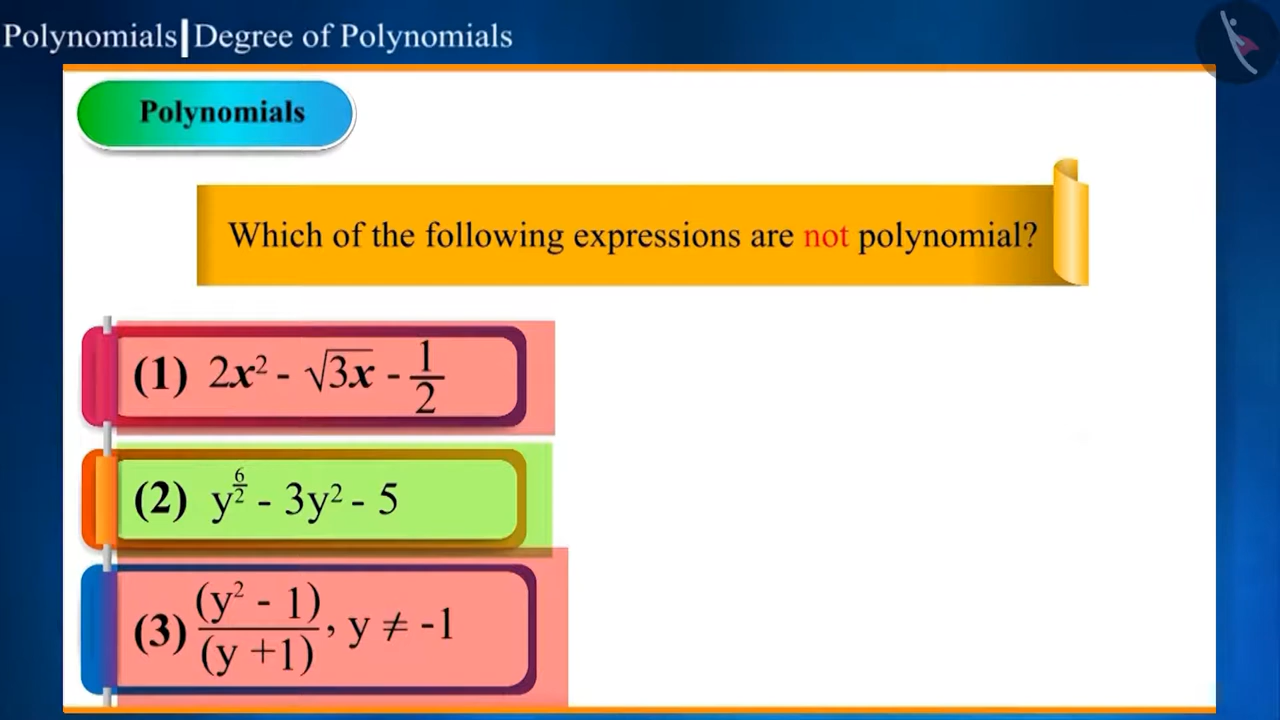 Polynomials|Degree of Polynomials
Polynomials
Which of the following expressions are not polynomial?
(1) 2x² - √3x - 1/2
(2) y^(6/2) - 3y² - 5
(3) (y² - 1)/(y +1), y ≠ -1